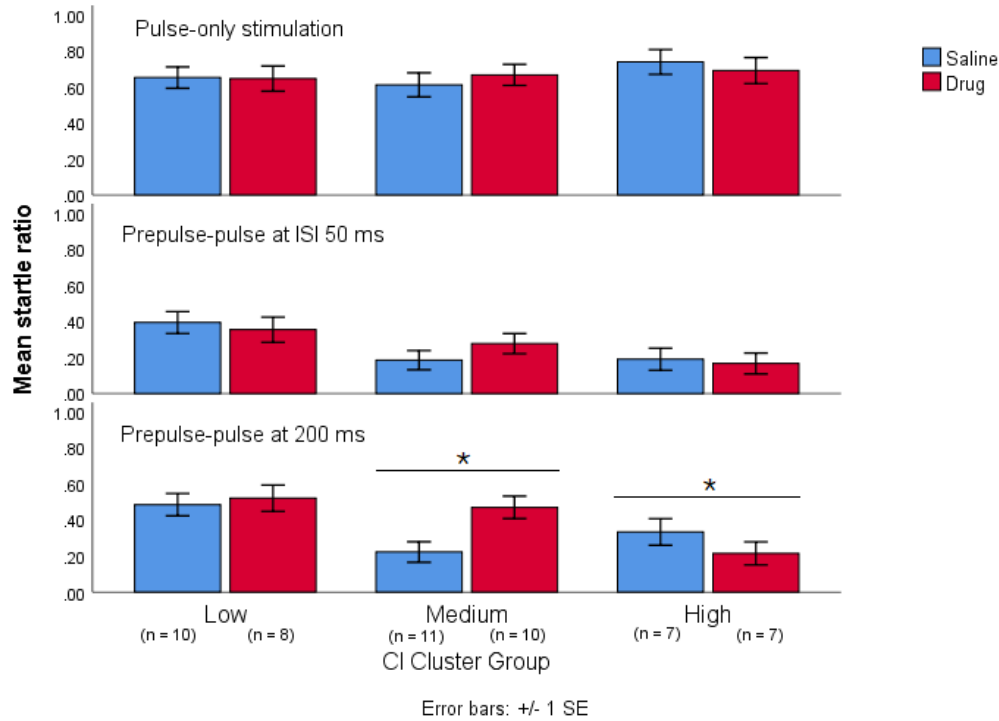 Pulse-only stimulation
1.00
.80
.60
.40
.20
.00
Saline
Drug
Mean startle ratio
Prepulse-pulse at ISI 50 ms
1.00
.80
.60
.40
.20
.00
Prepulse-pulse at 200 ms
1.00
.80
.60
.40
.20
.00
* *
Low Medium High
(n = 10) (n = 8) (n = 11) (n = 10) (n = 7) (n = 7)
CI Cluster Group
Error bars: +/- 1 SE